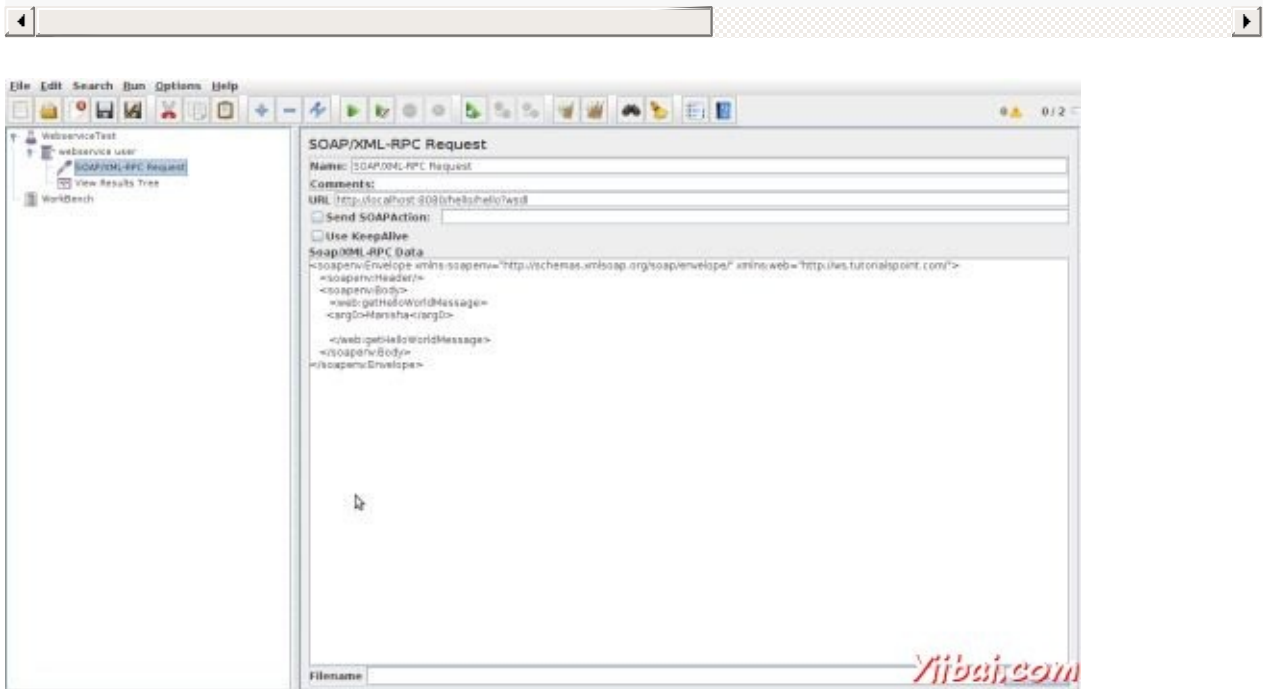 File Edit Search Run Options Help
0 0 / 2
WebserviceTest
webservice user
SOAP/XML-RPC Request
View Results Tree
WorkBench
SOAP/XML-RPC Request
Name: SOAP/XML-RPC Request
Comments:
URL http://localhost:8080/hello/hello?wsdl
Send SOAPAction:
Use KeepAlive
Soap/XML-RPC Data
<soapenv:Envelope xmlns:soapenv="http://schemas.xmlsoap.org/soap/envelope/" xmlns:web="http://ws.tutorialspoint.com/">
<soapenv:Header/>
<soapenv:Body>
<web:getHelloWorldMessage>
<arg0>Manisha</arg0>
</web:getHelloWorldMessage>
</soapenv:Body>
</soapenv:Envelope>
Filename
Yiibai.com